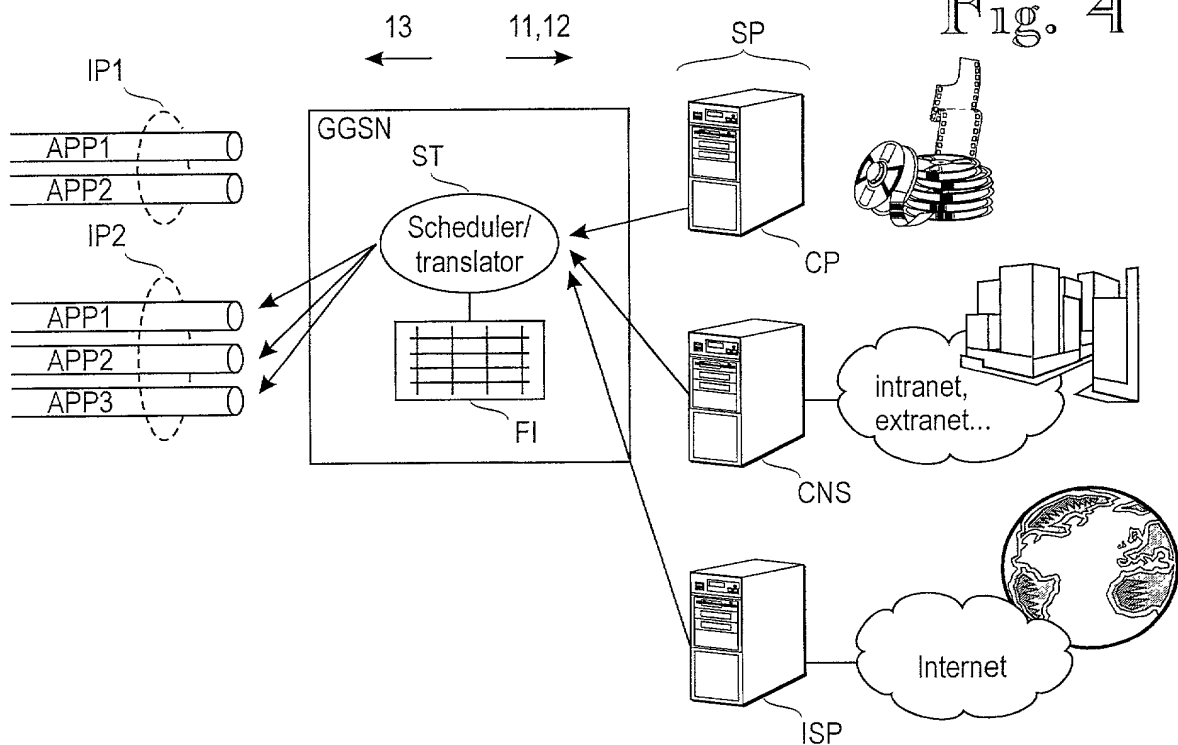 Fig. 4
13
11,12
SP
IP1
GGSN
APP1
APP2
ST
Scheduler/
translator
CP
IP2
APP1
APP2
APP3
FI
intranet,
extranet...
CNS
Internet
ISP